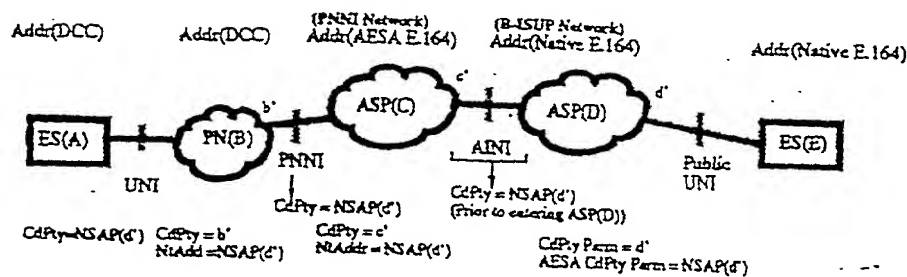 (PNNI Network)
(B-ISUP Network)
Addr(DCC)
Addr(DCC)
Addr(AESA E.164)
Addr(Native E.164)
Addr(Native E.164)
ES(A)
PN(B)
b'
ASP(C)
c'
ASP(D)
d'
ES(E)
UNI
PNNI
AINI
Public
UNI
CdPty=NSAP(d')
CdPty = b'
NtAdd =NSAP(d')
CdPty = NSAP(d')
CdPty = c'
NtAddr = NSAP(d')
CdPty = NSAP(d')
(Prior to entering ASP(D))
CdPty Parm = d'
AESA CdPty Parm = NSAP(d')